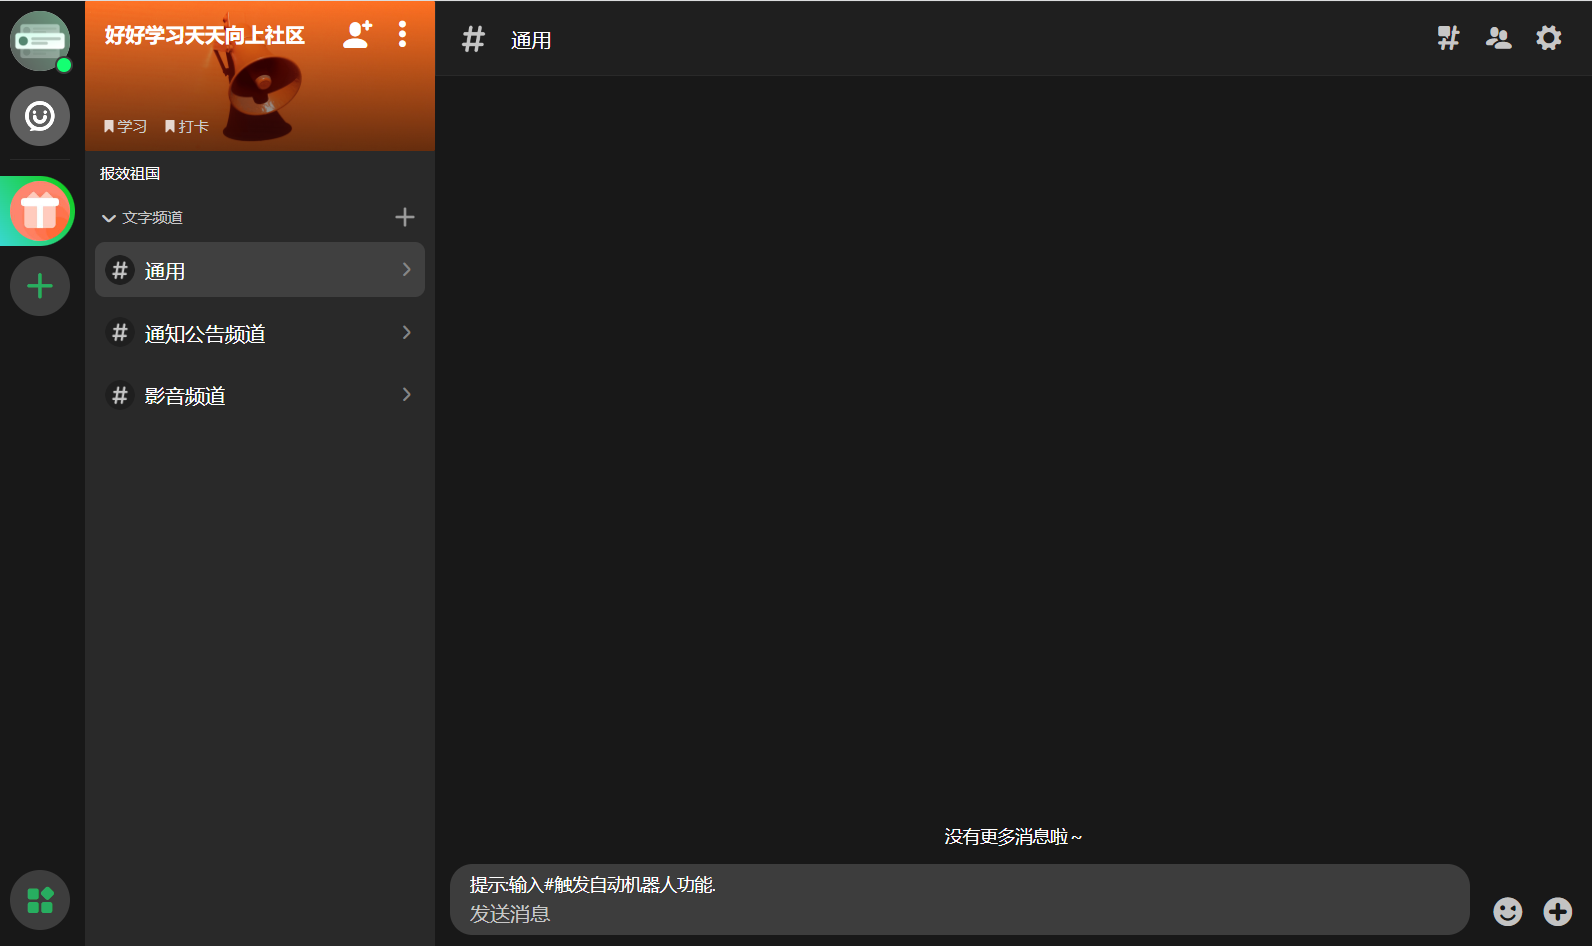 好好学习天天向上社区
学习 打卡
报效祖国
文字频道
# 通用
# 通知公告频道
# 影音频道
# 通用
没有更多消息啦~
提示:输入#触发自动机器人功能.
发送消息